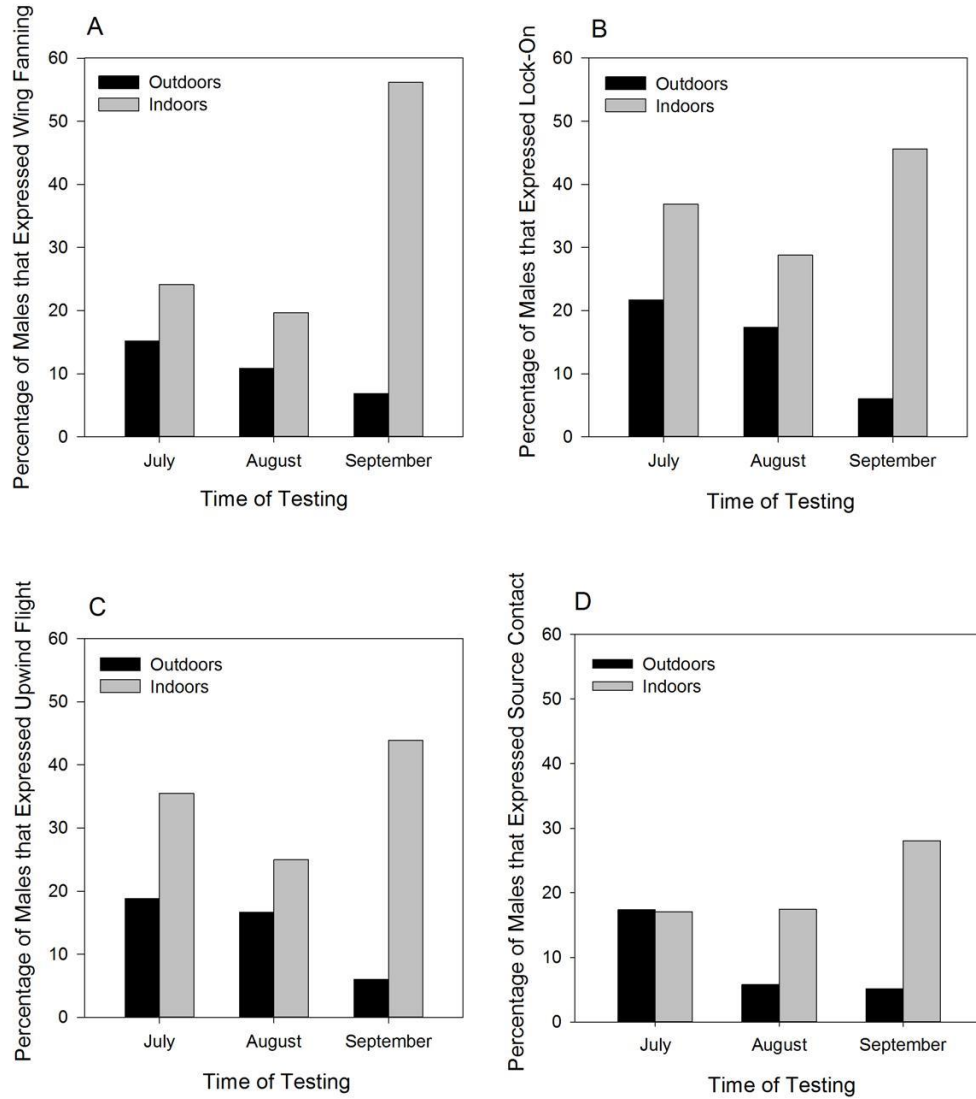 A
Percentage of Males that Expressed Wing Fanning
60
50
40
30
20
10
0
Outdoors
Indoors
July
August
September
Time of Testing
B
Percentage of Males that Expressed Lock-On
60
50
40
30
20
10
0
Outdoors
Indoors
July
August
September
Time of Testing
C
Percentage of Males that Expressed Upwind Flight
60
50
40
30
20
10
0
Outdoors
Indoors
July
August
September
Time of Testing
D
Percentage of Males that Expressed Source Contact
60
50
40
30
20
10
0
Outdoors
Indoors
July
August
September
Time of Testing